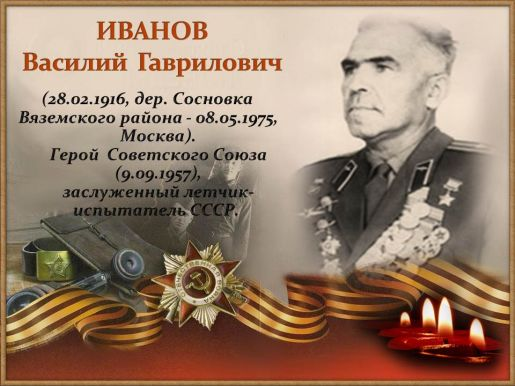 ИВАНОВ
Василий Гаврилович
(28.02.1916, дер. Сосновка
Вяземского района - 08.05.1975,
Москва).
Герой Советского Союза
(9.09.1957),
заслуженный летчик-
испытатель СССР.